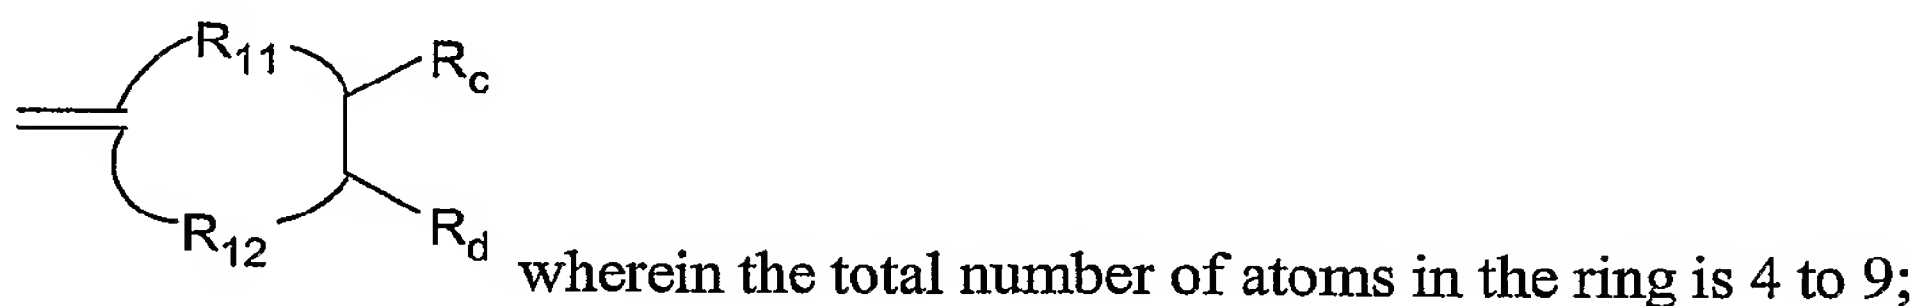 R11
Rc
R12
Rd
wherein the total number of atoms in the ring is 4 to 9;